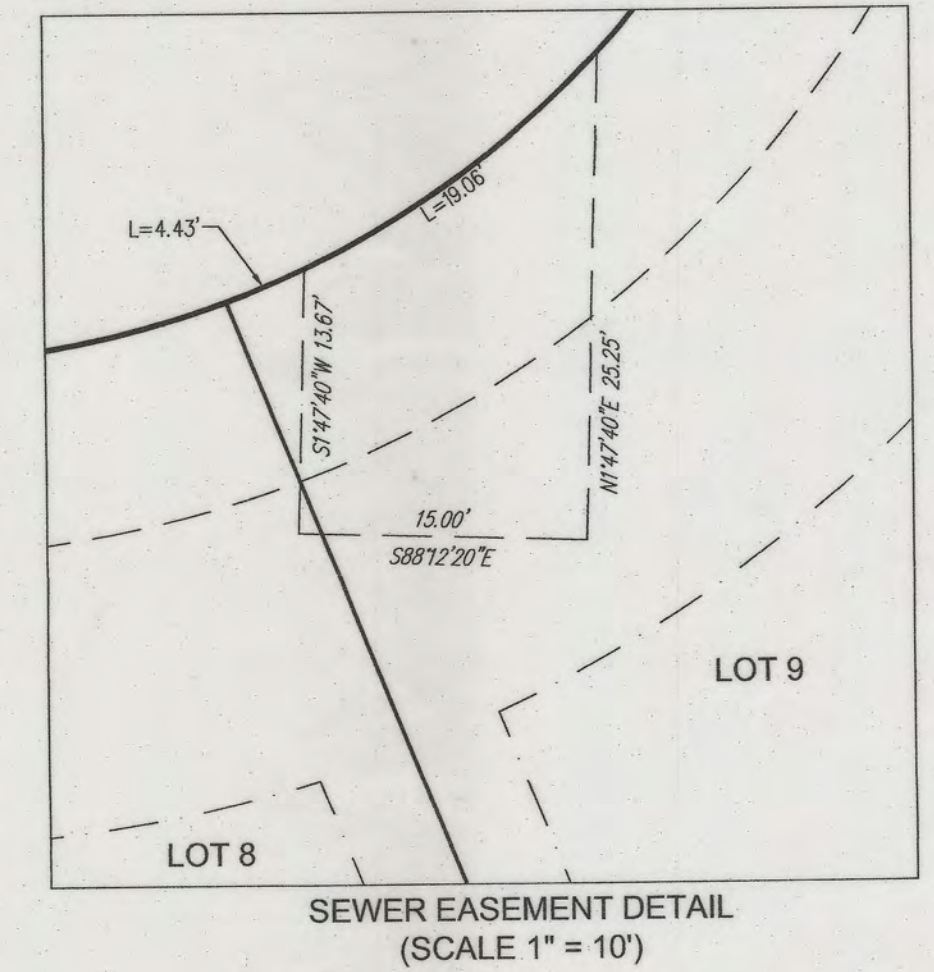 L=4.43'
L=19.06'
S1°47'40"W 13.67'
N1°47'40"E 25.25'
15.00'
S88°12'20"E
LOT 9
LOT 8
SEWER EASEMENT DETAIL
(SCALE 1" = 10')